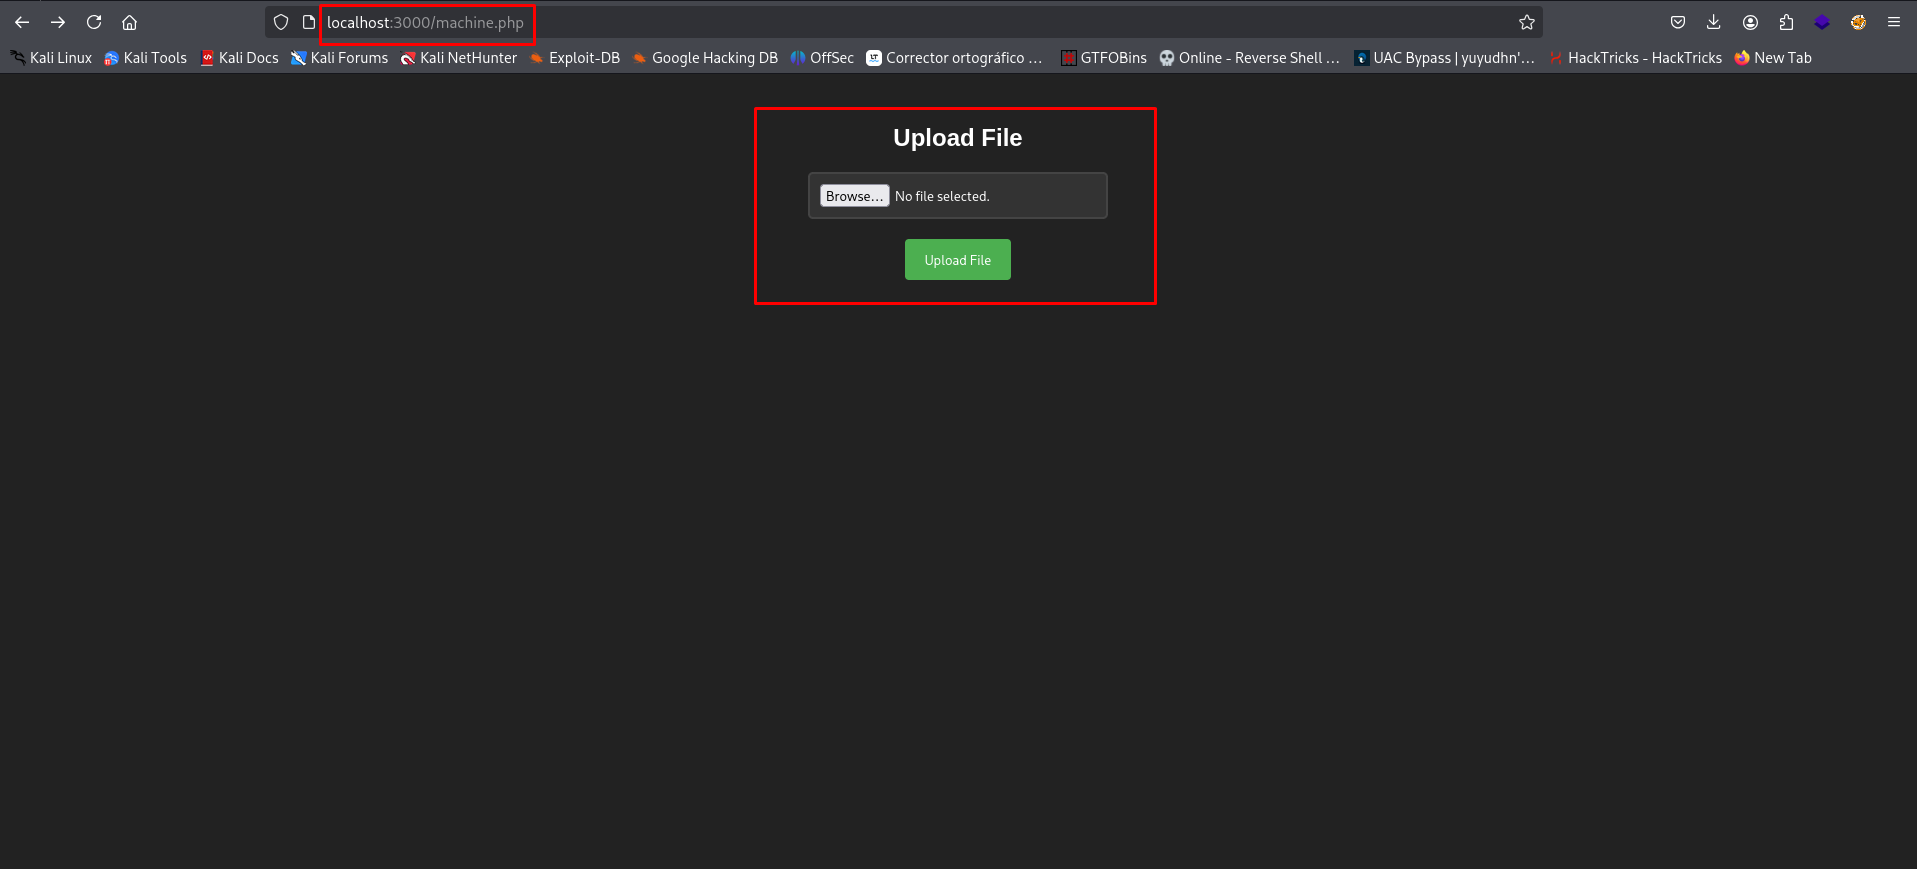 localhost:3000/machine.php
Kali Linux Kali Tools Kali Docs Kali Forums Kali NetHunter Exploit-DB Google Hacking DB OffSec Corrector ortográfico ... GTFOBins Online - Reverse Shell ... UAC Bypass | yuyudhn'... HackTricks - HackTricks New Tab
Upload File
Browse... No file selected.
Upload File